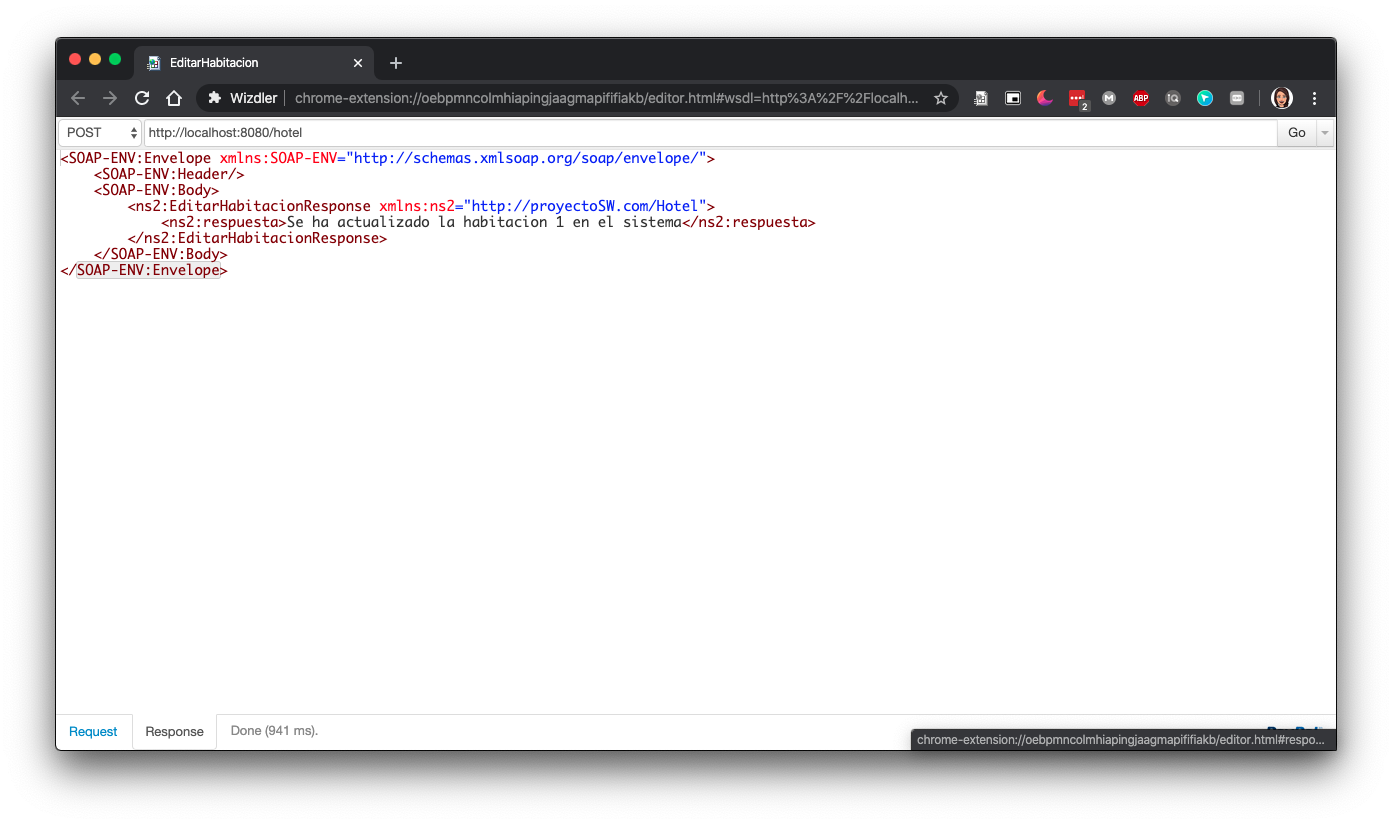 EditarHabitacion
Wizdler
chrome-extension://oebpmncolmhiapingjaagmapififiakb/editor.html#wsdl=http%3A%2F%2Flocalh...
2
M
ABP
IQ
POST
http://localhost:8080/hotel
Go
<SOAP-ENV:Envelope xmlns:SOAP-ENV="http://schemas.xmlsoap.org/soap/envelope/">
<SOAP-ENV:Header/>
<SOAP-ENV:Body>
<ns2:EditarHabitacionResponse xmlns:ns2="http://proyectoSW.com/Hotel">
<ns2:respuesta>Se ha actualizado la habitacion 1 en el sistema</ns2:respuesta>
</ns2:EditarHabitacionResponse>
</SOAP-ENV:Body>
</SOAP-ENV:Envelope>
Request
Response
Done (941 ms).
chrome-extension://oebpmncolmhiapingjaagmapififiakb/editor.html#respo...